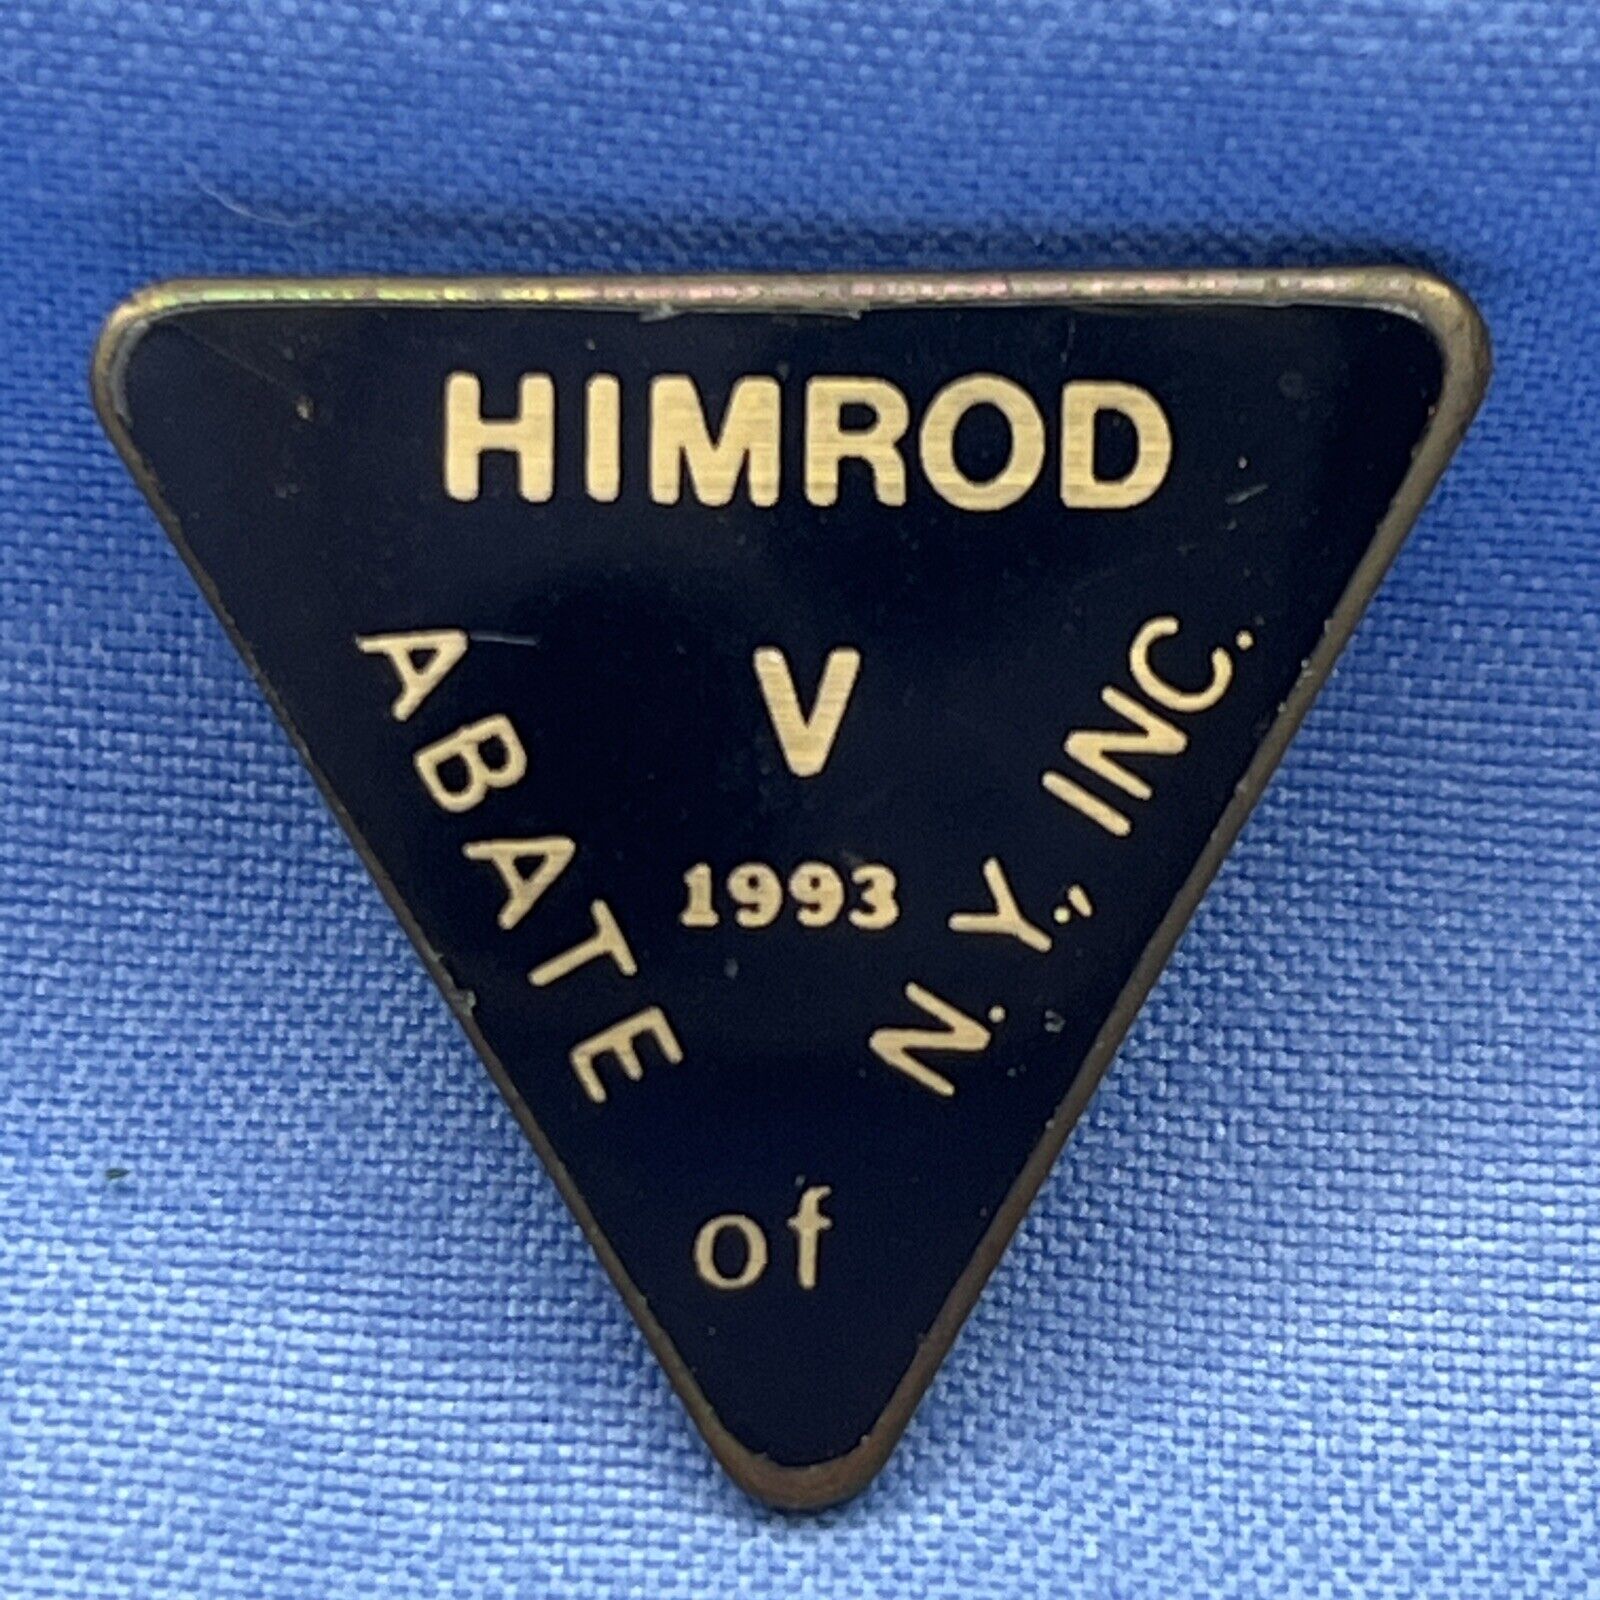 HIMROD
V
1993
ABATE
of
N.Y., INC.